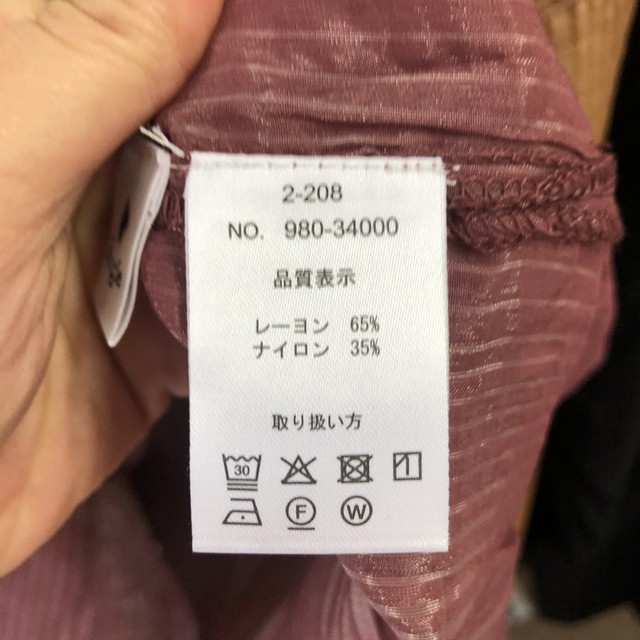 2-208
NO. 980-34000
品質表示
レーヨン 65%
ナイロン 35%
取り扱い方
30
F W